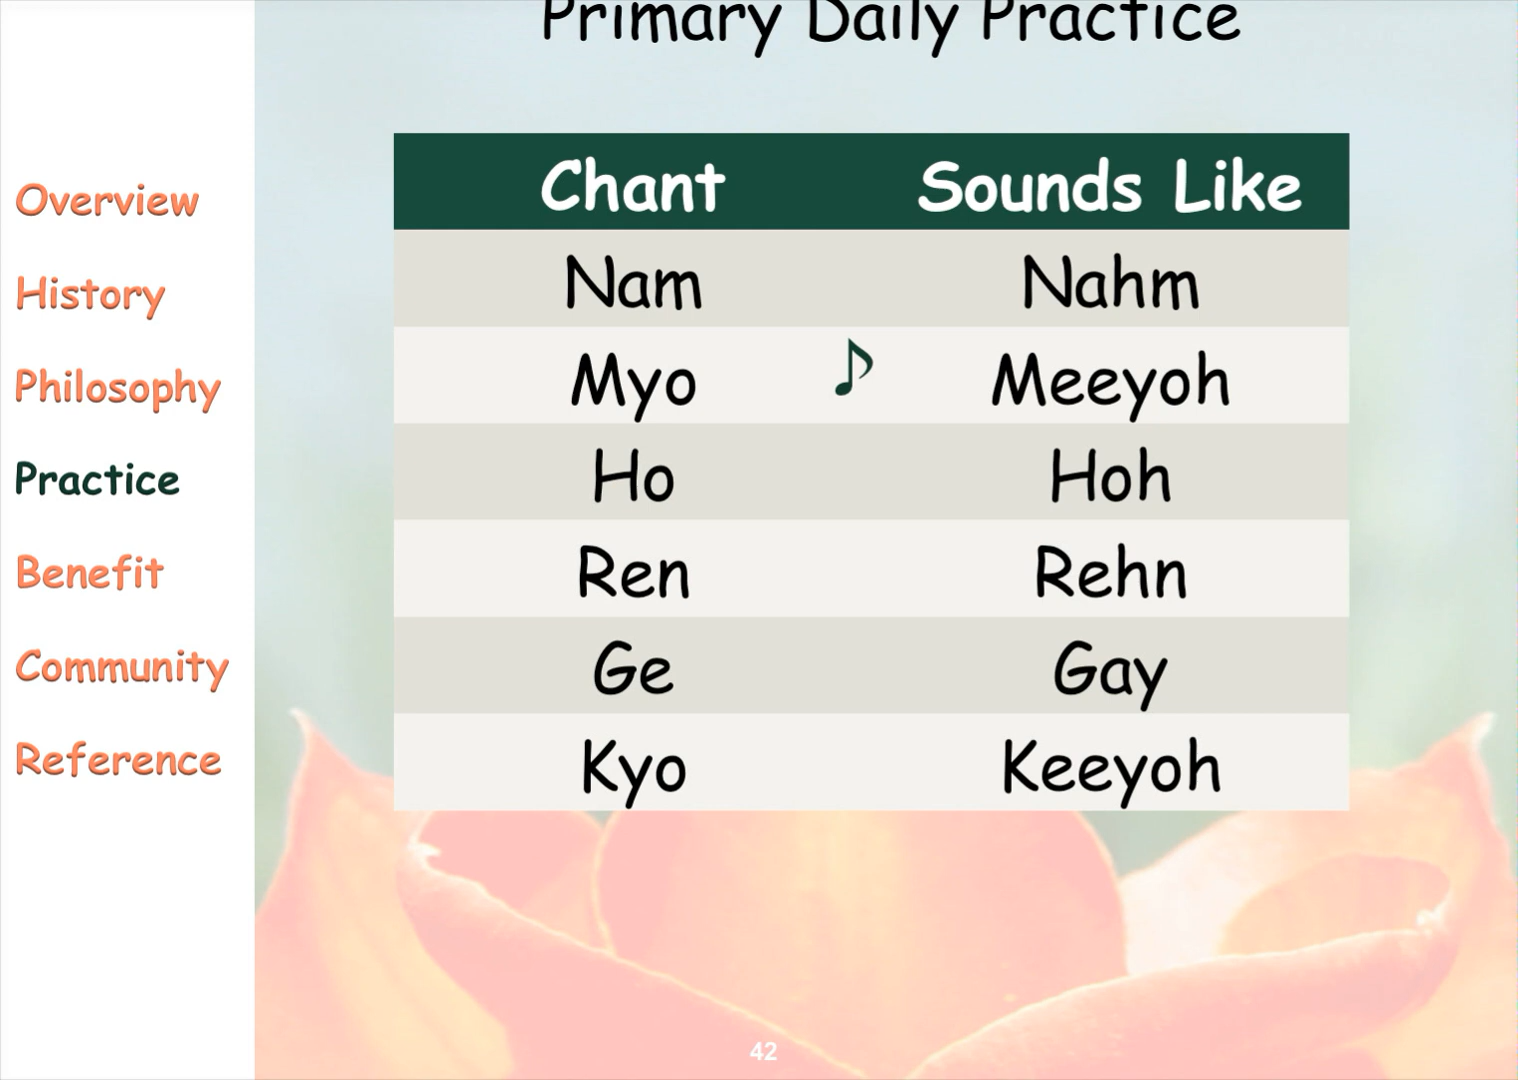 Primary Daily Practice
Overview
History
Philosophy
Practice
Benefit
Community
Reference
Chant Sounds Like
Nam Nahm
Myo ♪ Meeyoh
Ho Hoh
Ren Rehn
Ge Gay
Kyo Keeyoh
42